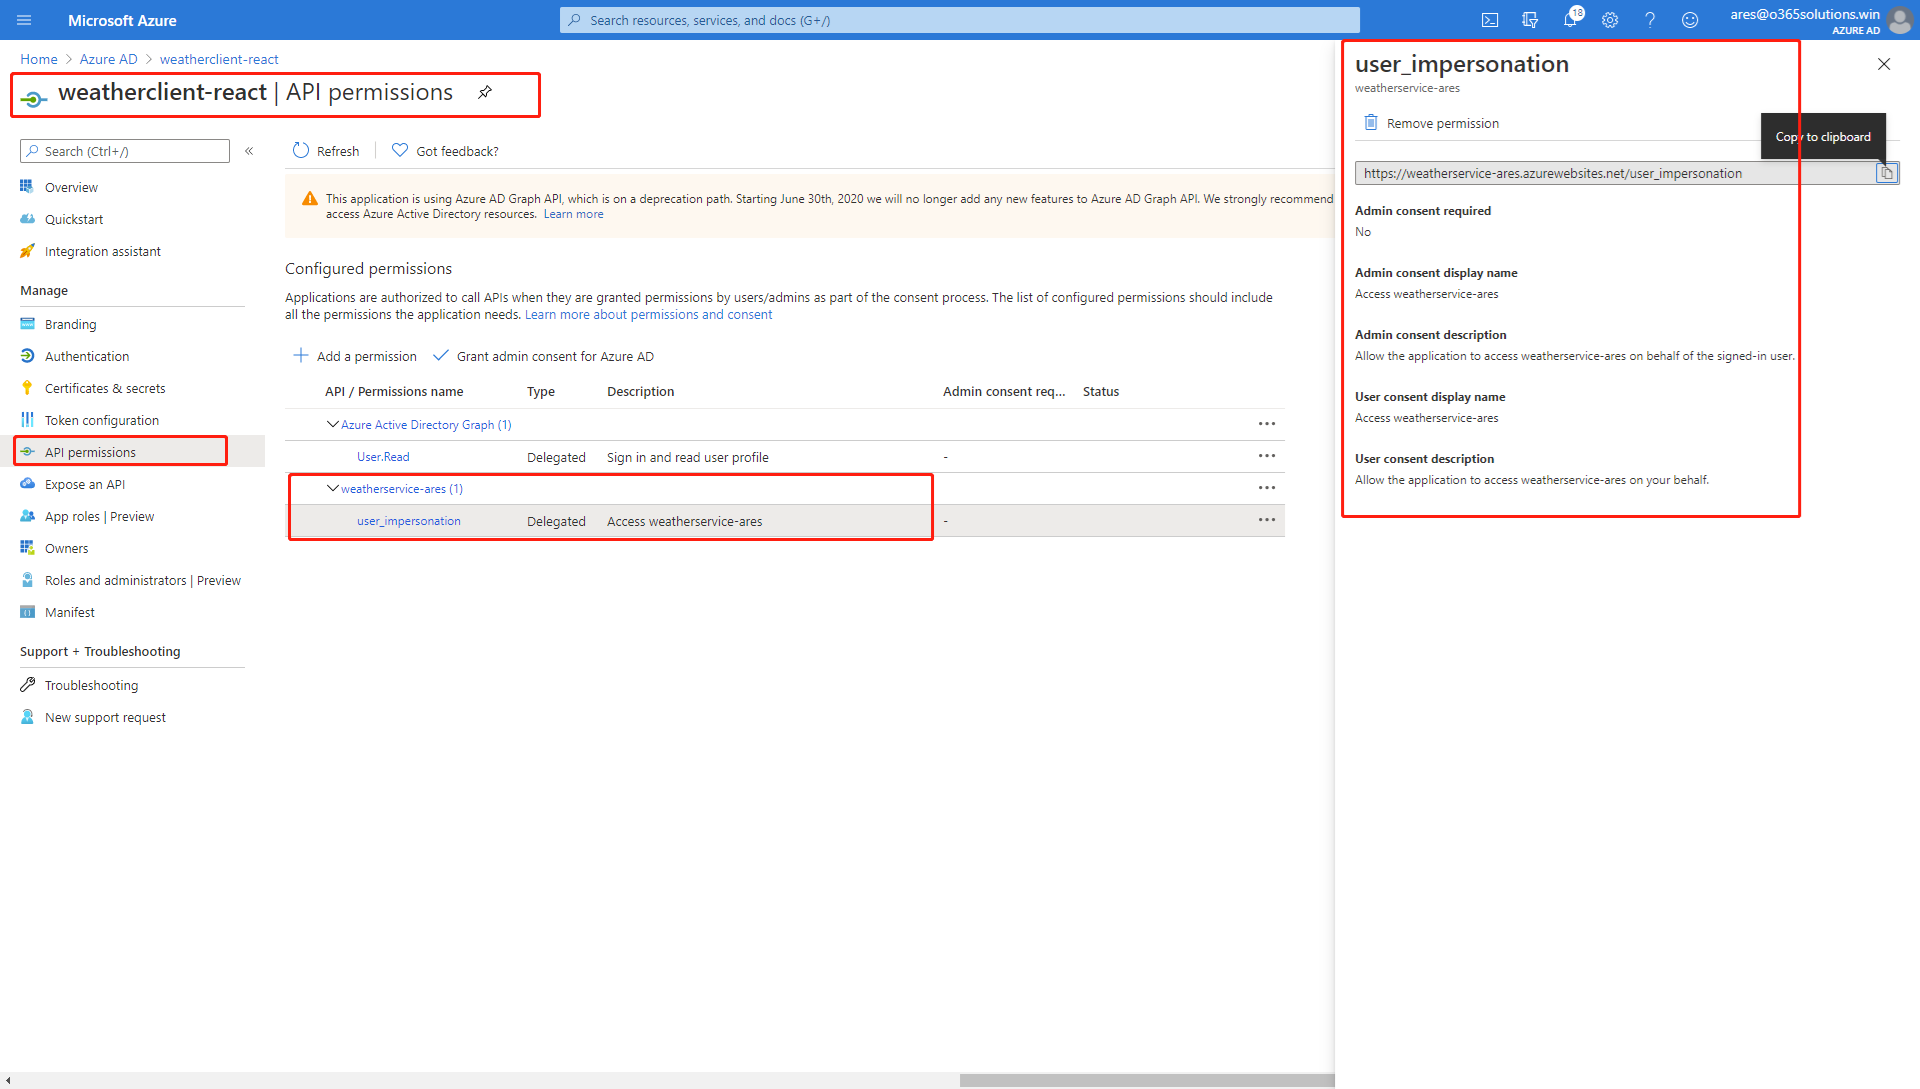 Microsoft Azure
Search resources, services, and docs (G+/)
18
ares@o365solutions.win
AZURE AD
Home > Azure AD > weatherclient-react
weatherclient-react | API permissions
Search (Ctrl+/)
«
Overview
Quickstart
Integration assistant
Manage
Branding
Authentication
Certificates & secrets
Token configuration
API permissions
Expose an API
App roles | Preview
Owners
Roles and administrators | Preview
Manifest
Support + Troubleshooting
Troubleshooting
New support request
Refresh
Got feedback?
This application is using Azure AD Graph API, which is on a deprecation path. Starting June 30th, 2020 we will no longer add any new features to Azure AD Graph API. We strongly recommend
access Azure Active Directory resources. Learn more
Configured permissions
Applications are authorized to call APIs when they are granted permissions by users/admins as part of the consent process. The list of configured permissions should include
all the permissions the application needs. Learn more about permissions and consent
Add a permission
Grant admin consent for Azure AD
API / Permissions name Type Description Admin consent req... Status
Azure Active Directory Graph (1) •••
User.Read Delegated Sign in and read user profile - •••
weatherservice-ares (1) •••
user_impersonation Delegated Access weatherservice-ares - •••
user_impersonation
weatherservice-ares
Remove permission
Copy to clipboard
https://weatherservice-ares.azurewebsites.net/user_impersonation
Admin consent required
No
Admin consent display name
Access weatherservice-ares
Admin consent description
Allow the application to access weatherservice-ares on behalf of the signed-in user.
User consent display name
Access weatherservice-ares
User consent description
Allow the application to access weatherservice-ares on your behalf.